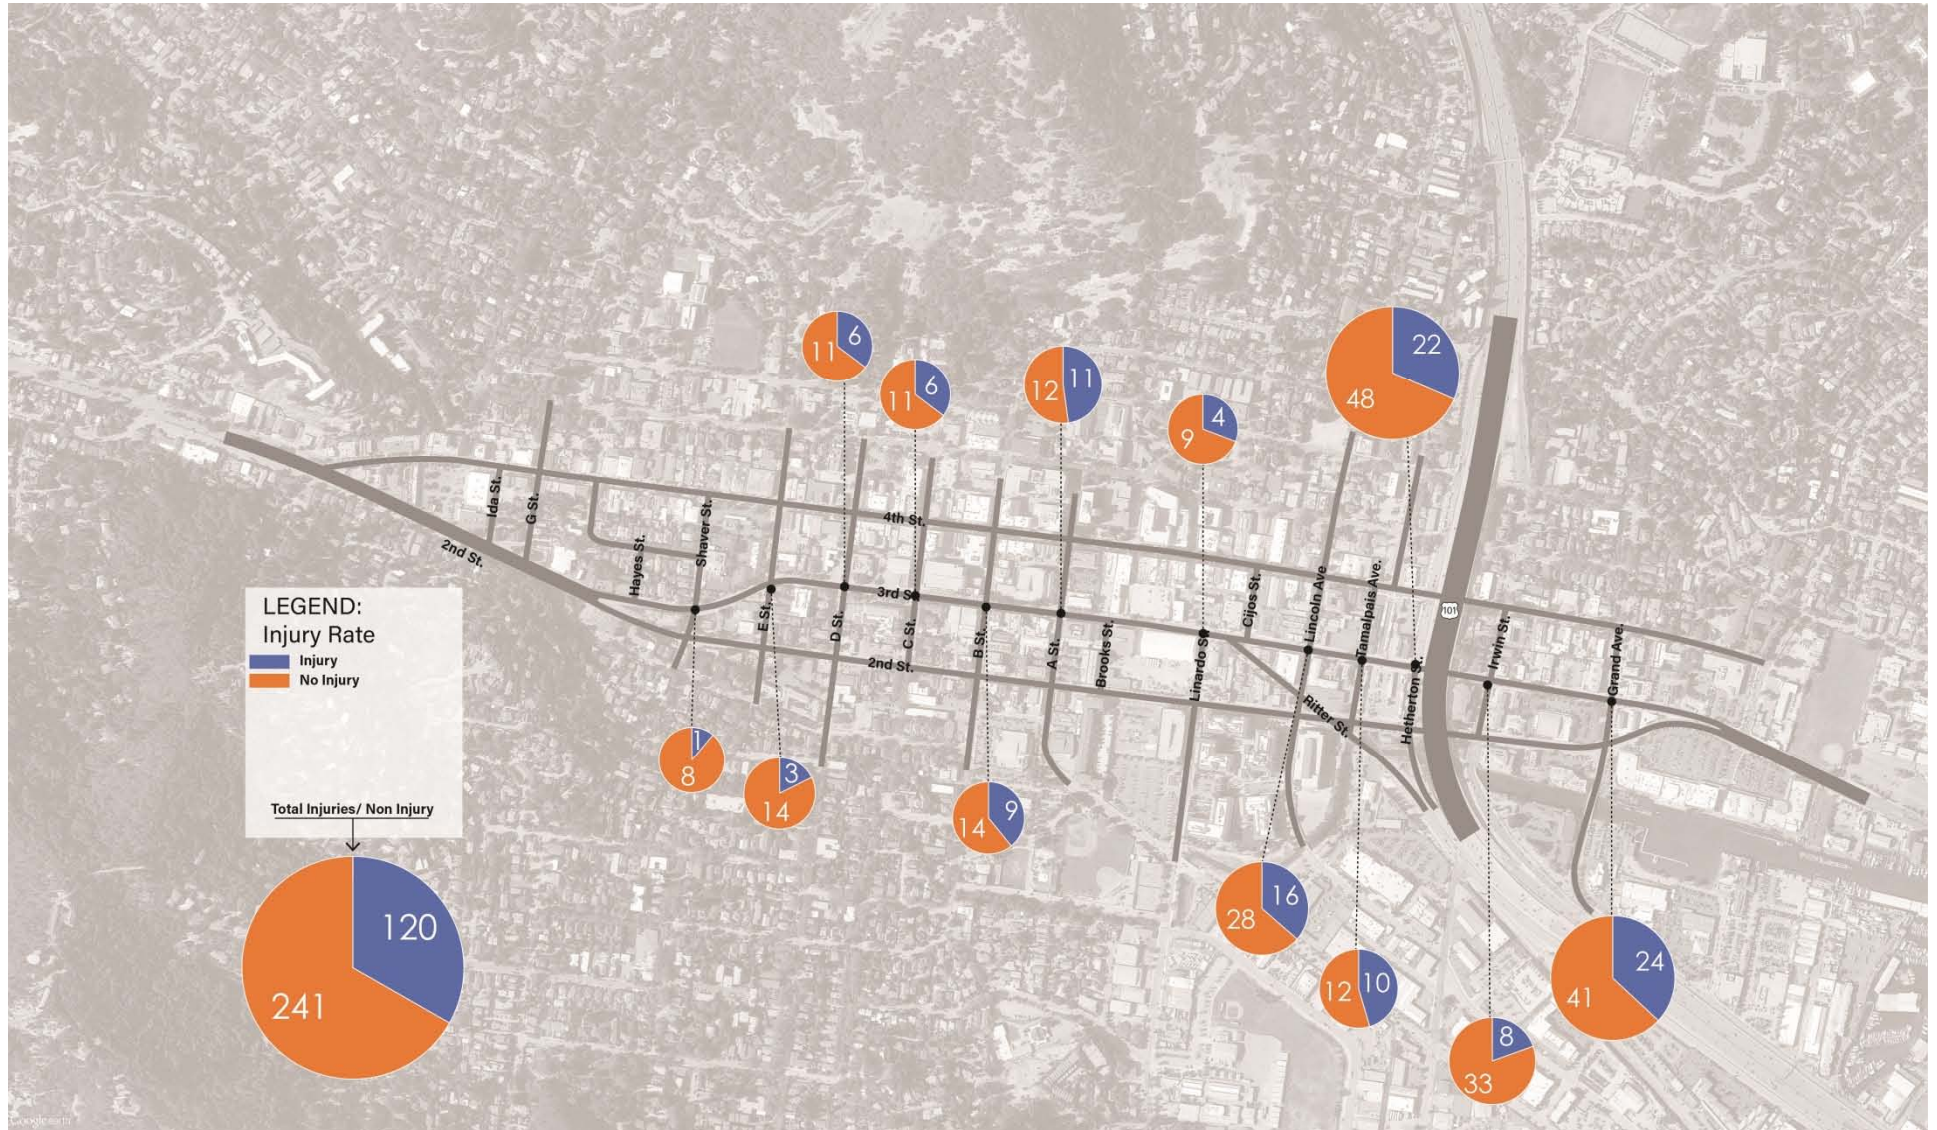 6
11
6
11
11
12
4
9
22
48
Ida St.
G St.
2nd St.
Hayes St.
Shaver St.
4th St.
E St.
D St.
3rd S
C St.
B St.
A St.
Brooks St.
2nd St.
Linardo St
Cijos St.
Lincoln Ave
Tamalpais Ave.
Ritter St.
Hetherton St.
101
Irwin St.
Grand Ave.
LEGEND:
Injury Rate
Injury
No Injury
Total Injuries/ Non Injury
120
241
1
8
3
14
9
14
16
28
10
12
8
33
24
41
Google earth